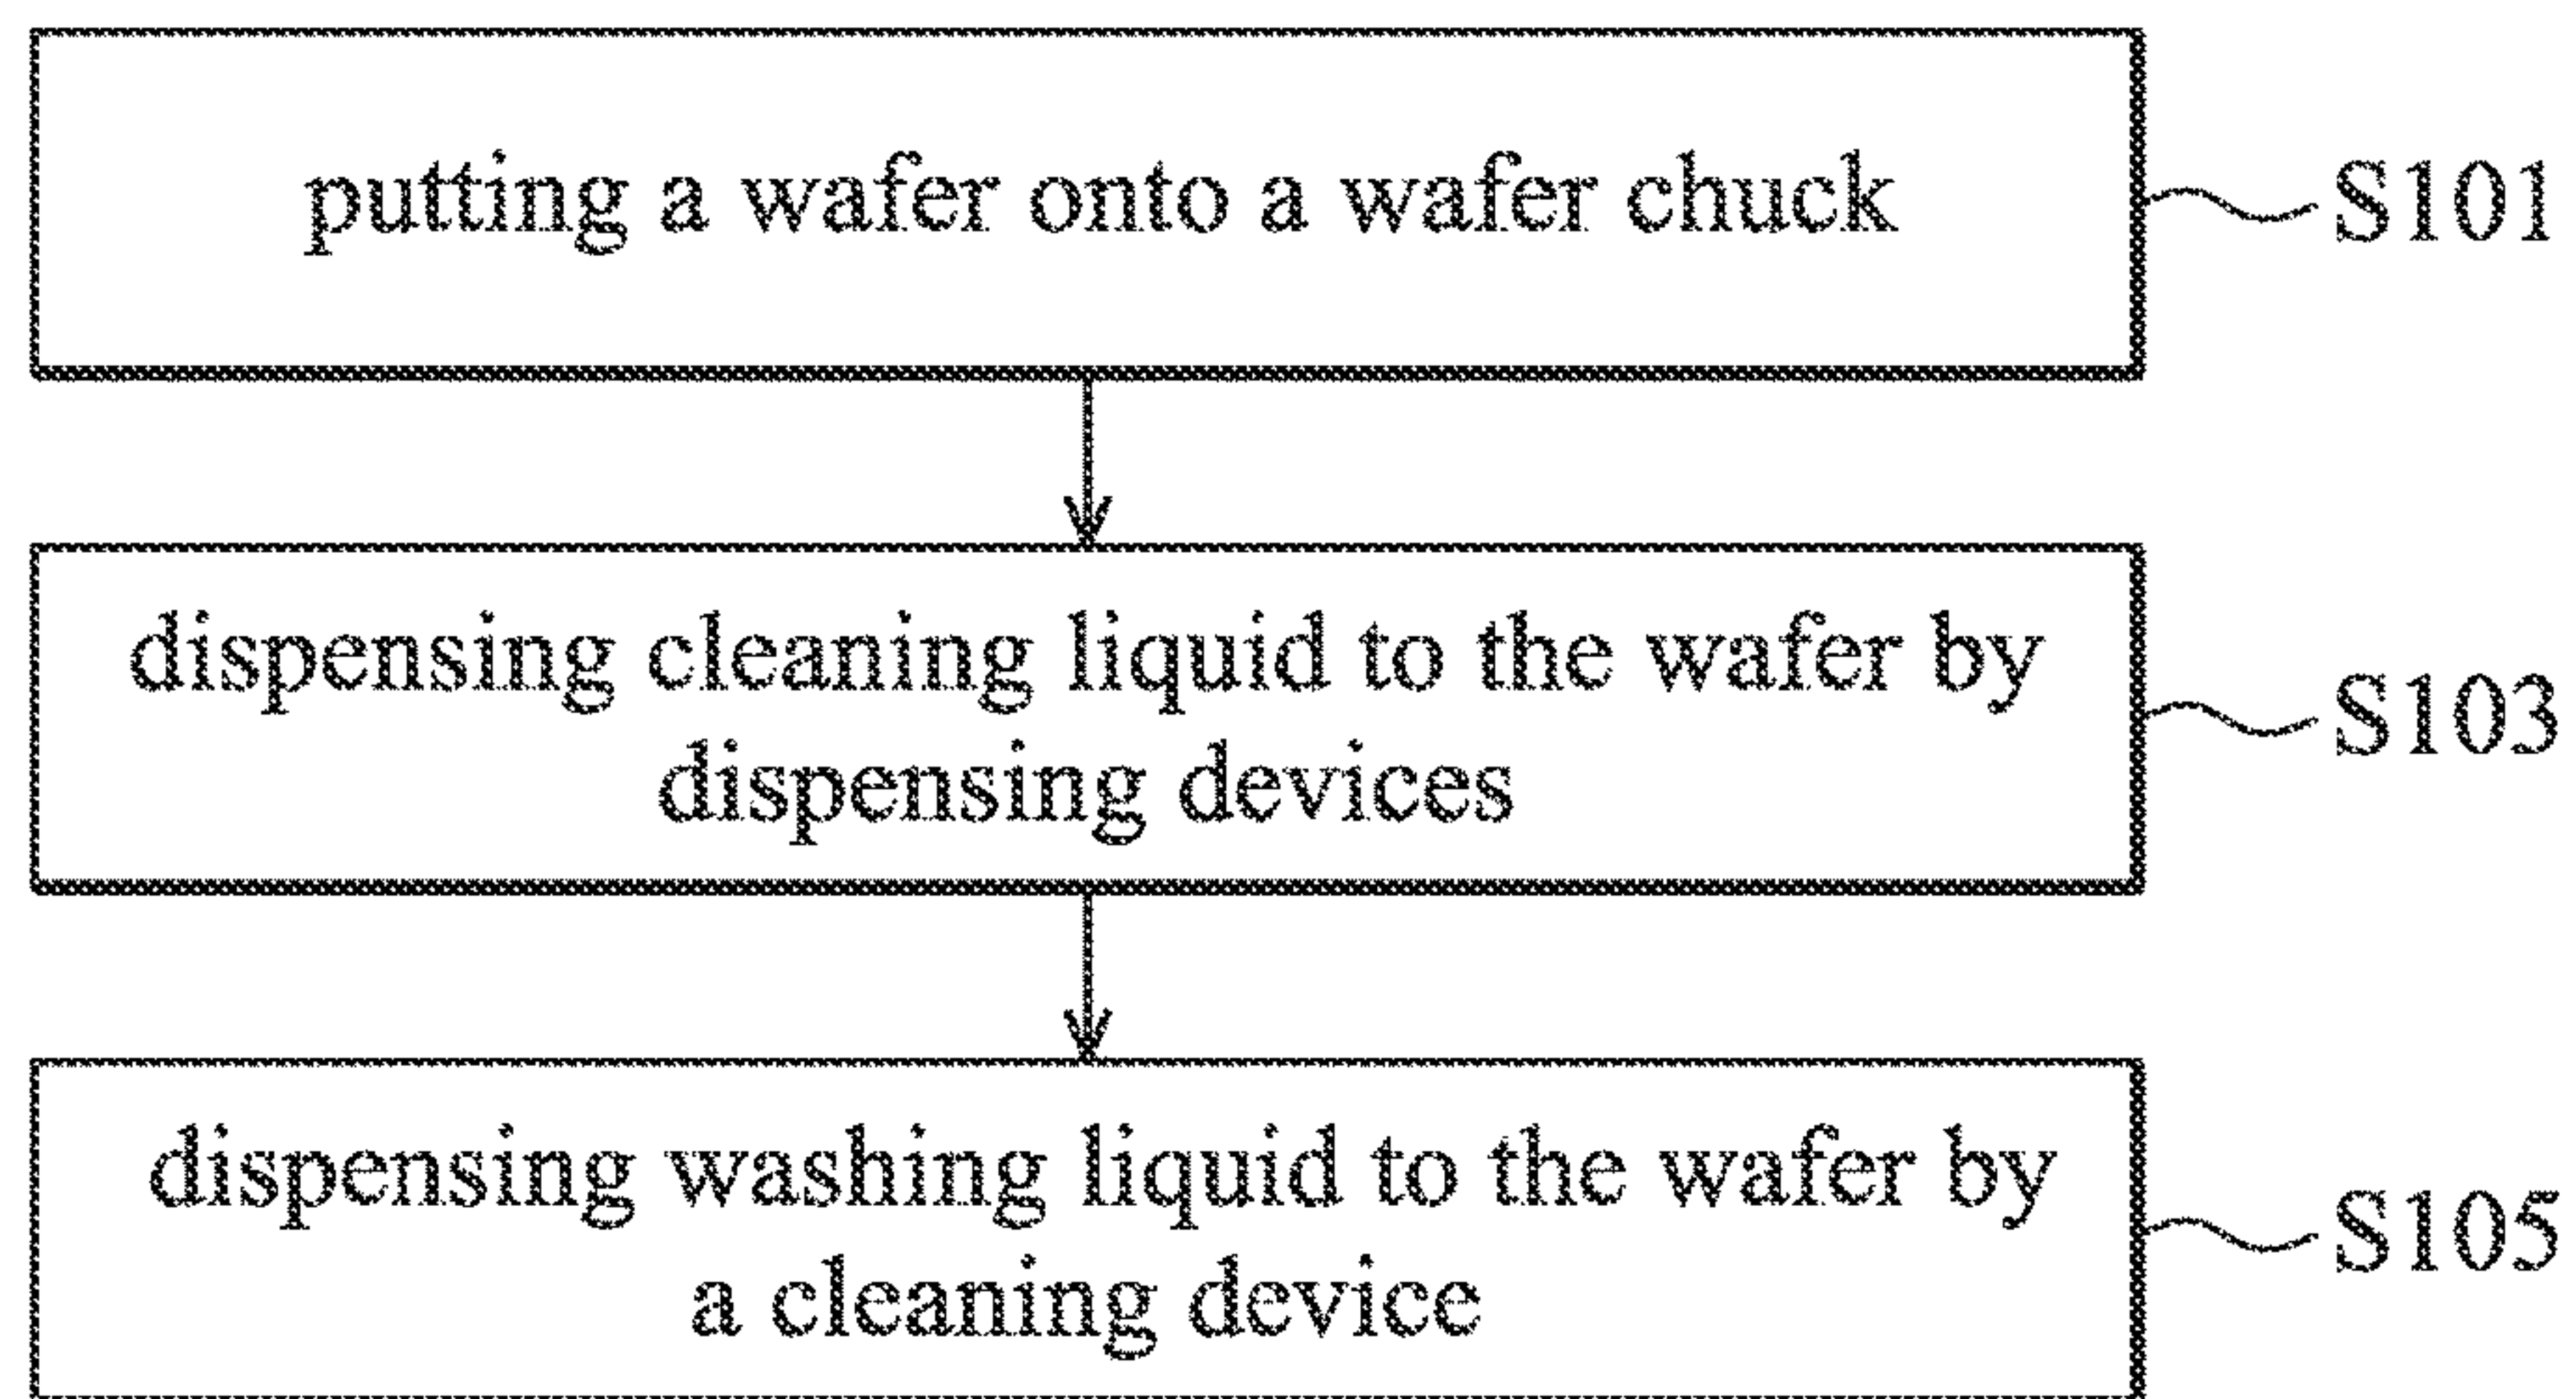 putting a wafer onto a wafer chuck
S101
dispensing cleaning liquid to the wafer by
dispensing devices
S103
dispensing washing liquid to the wafer by
a cleaning device
S105